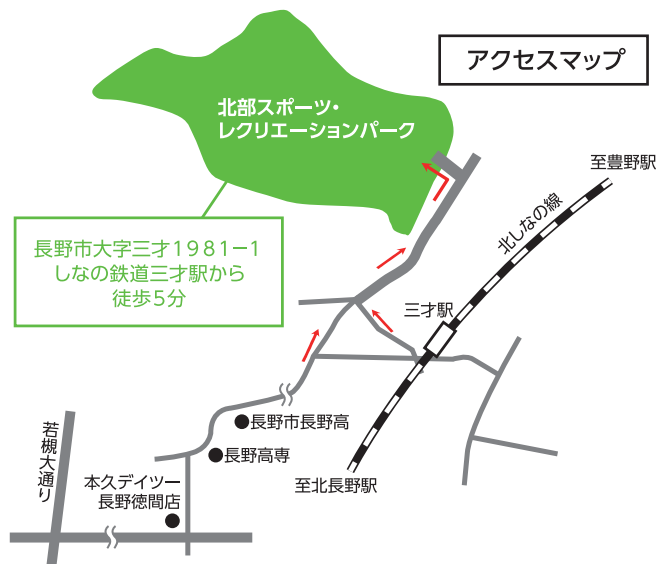 アクセスマップ
北部スポーツ・
レクリエーションパーク
至豊野駅
北しなの線
長野市大字三才1981−1
しなの鉄道三才駅から
徒歩5分
三才駅
長野市長野高
長野高専
若槻大通り
本久デイツー
長野徳間店
至北長野駅